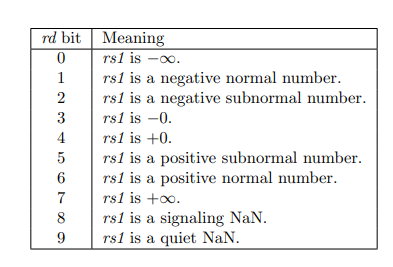 rd bit Meaning
0 rs1 is −∞.
1 rs1 is a negative normal number.
2 rs1 is a negative subnormal number.
3 rs1 is −0.
4 rs1 is +0.
5 rs1 is a positive subnormal number.
6 rs1 is a positive normal number.
7 rs1 is +∞.
8 rs1 is a signaling NaN.
9 rs1 is a quiet NaN.